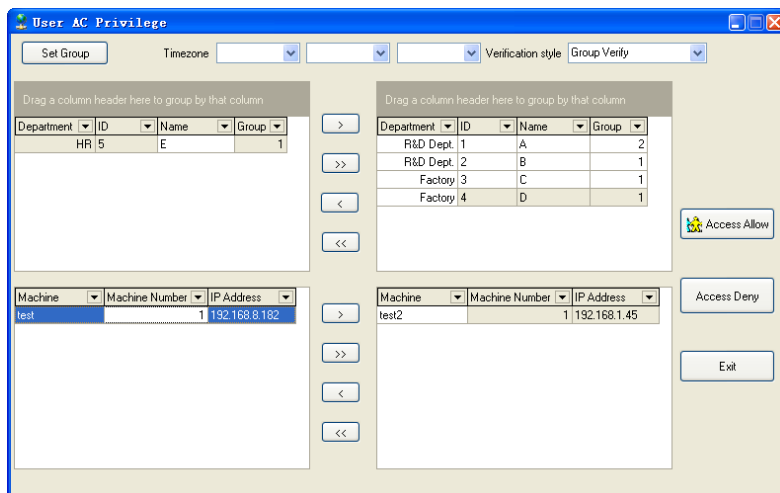 User AC Privilege
Set Group Timezone Verification style Group Verify
Drag a column header here to group by that column
Department ID Name Group
HR 5 E 1
>
>>
<
<<
Drag a column header here to group by that column
Department ID Name Group
R&D Dept. 1 A 2
R&D Dept. 2 B 1
Factory 3 C 1
Factory 4 D 1
Access Allow
Machine Machine Number IP Address
test 1 192.168.8.182
>
>>
<
<<
Machine Machine Number IP Address
test2 1 192.168.1.45
Access Deny
Exit